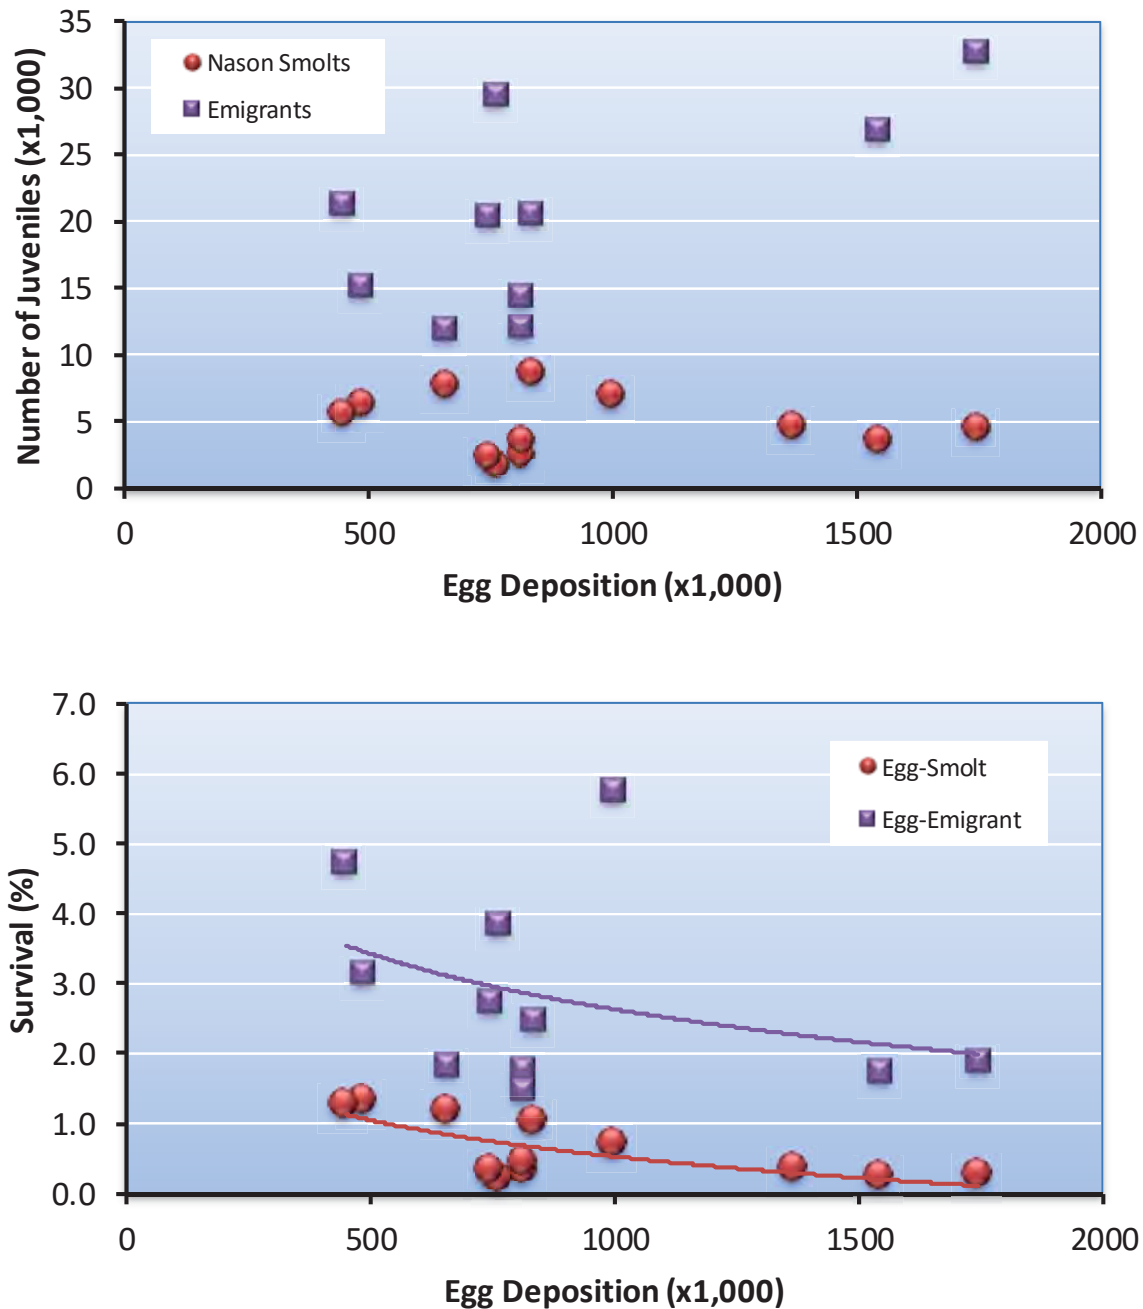 35
30
25
20
15
10
5
0
Number of Juveniles (x1,000)
Nason Smolts
Emigrants
0 500 1000 1500 2000
Egg Deposition (x1,000)
7.0
6.0
5.0
4.0
3.0
2.0
1.0
0.0
Survival (%)
Egg-Smolt
Egg-Emigrant
0 500 1000 1500 2000
Egg Deposition (x1,000)